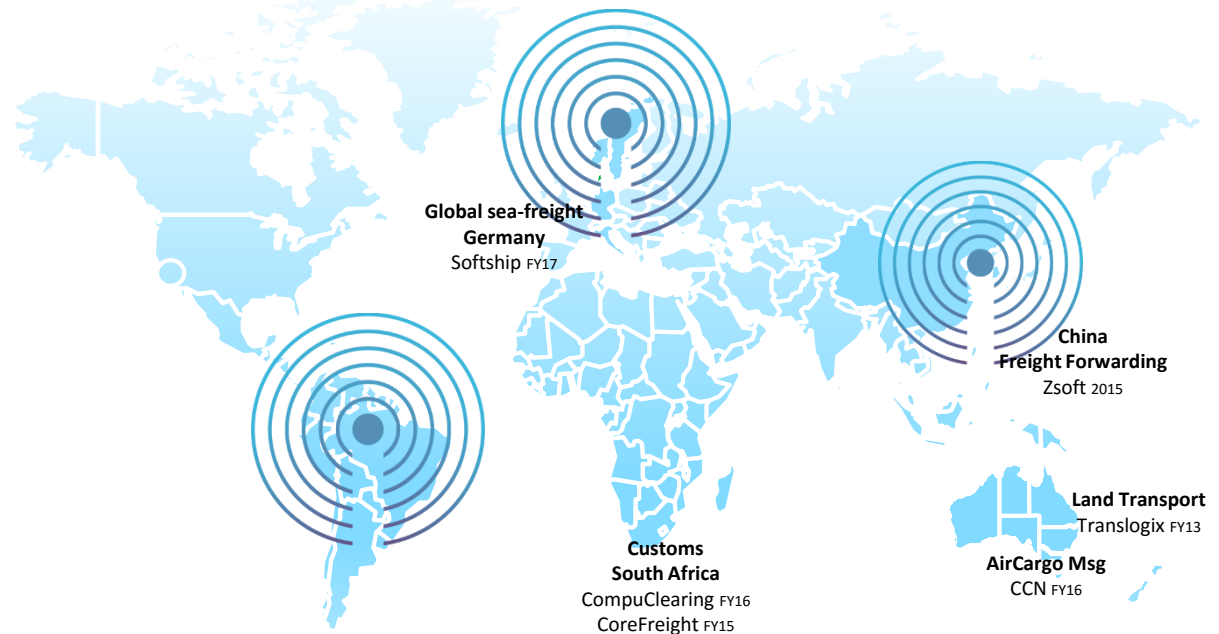 Global sea-freight
Germany
Softship FY17
China
Freight Forwarding
Zsoft 2015
Land Transport
Translogix FY13
AirCargo Msg
CCN FY16
Customs
South Africa
CompuClearing FY16
CoreFreight FY15